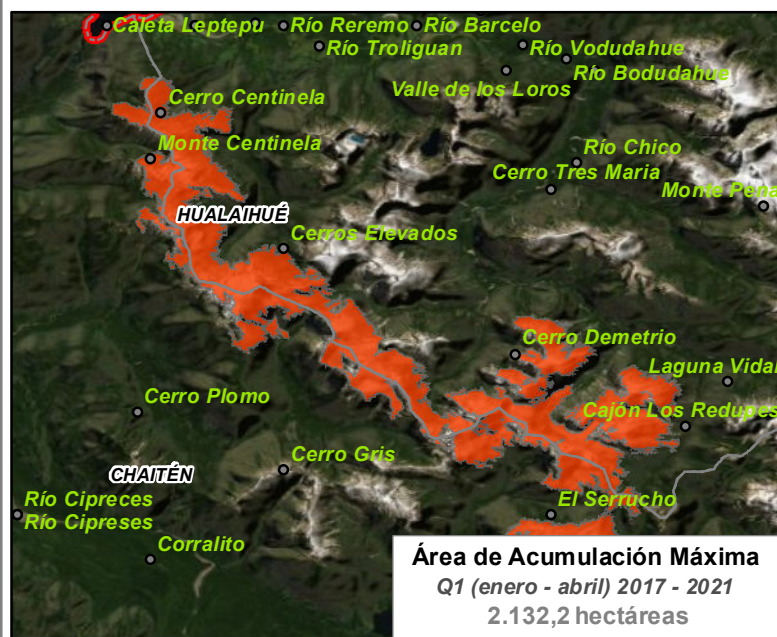 Caleta Leptepu
Río Reremo
Río Barcelo
Río Troliguan
Río Vodudahue
Río Bodudahue
Valle de los Loros
Cerro Centinela
Monte Centinela
Río Chico
Cerro Tres Maria
Monte Pena
HUALAIHUÉ
Cerros Elevados
Cerro Demetrio
Laguna Vidal
Cerro Plomo
Cajón Los Redupes
Cerro Gris
CHAITÉN
Río Cipreces
Río Cipreses
El Serrucho
Corralito
Área de Acumulación Máxima
Q1 (enero - abril) 2017 - 2021
2.132,2 hectáreas